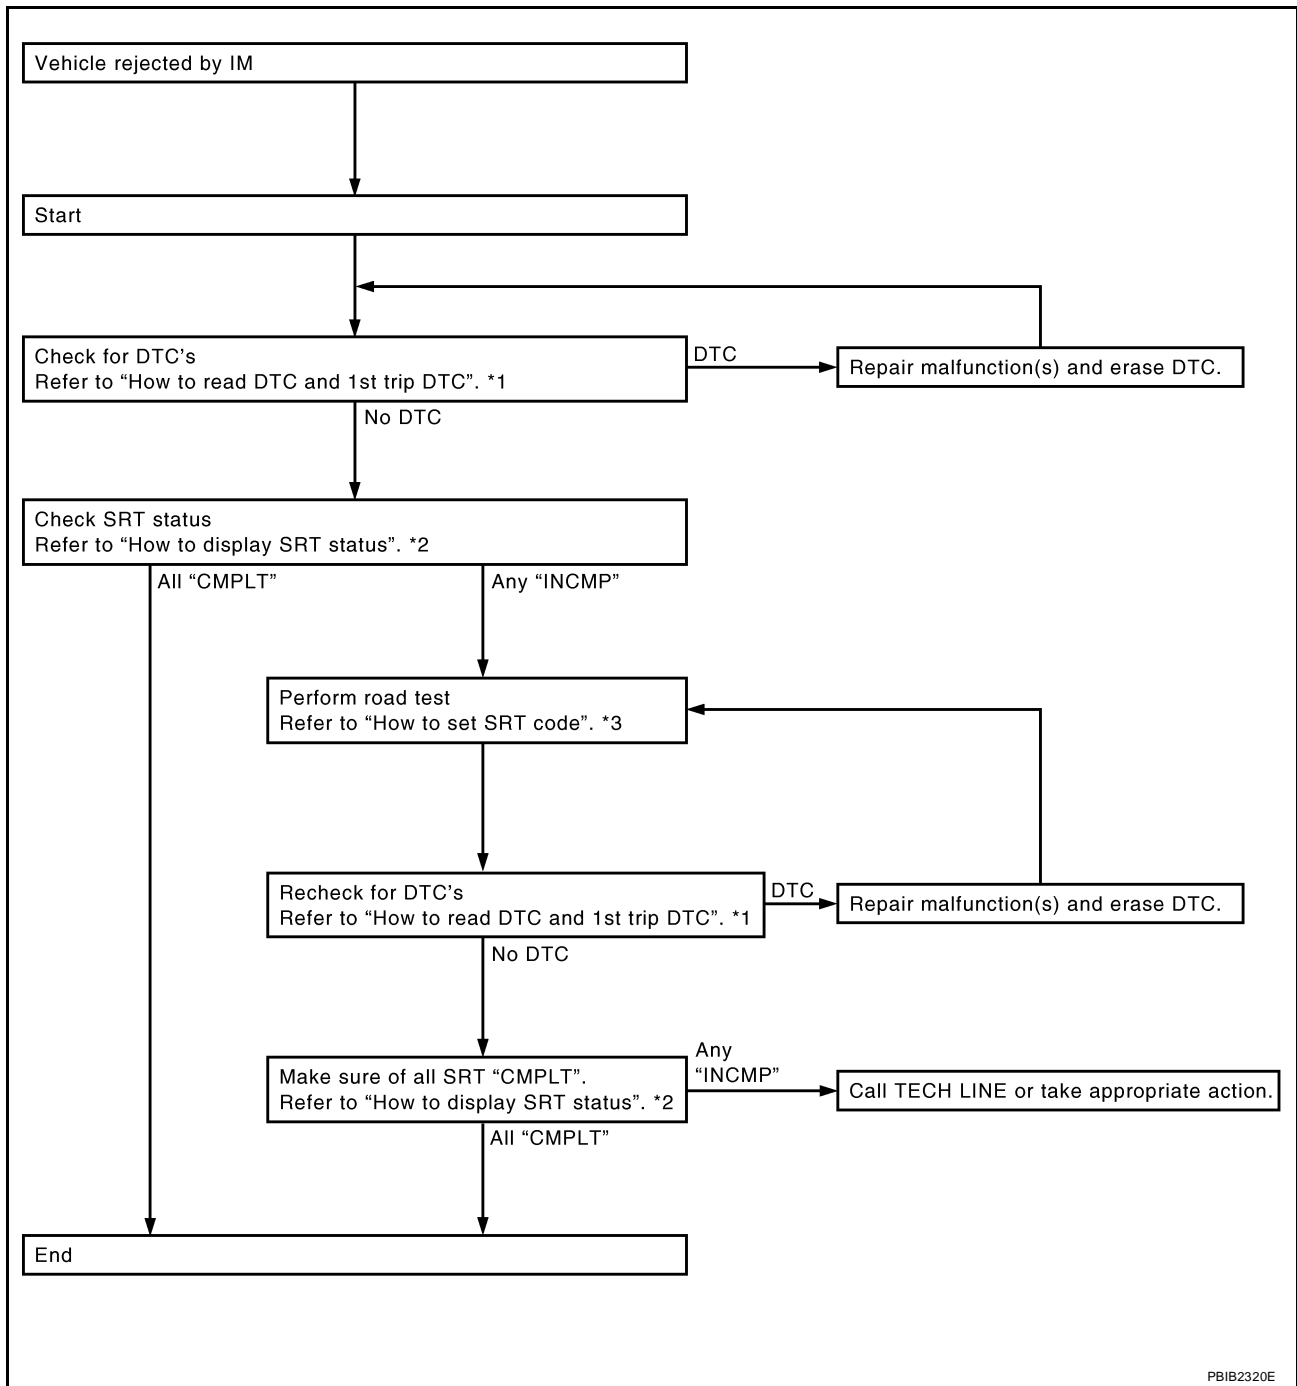 Vehicle rejected by IM
Start
Check for DTC's
Refer to “How to read DTC and 1st trip DTC”. *1
DTC
Repair malfunction(s) and erase DTC.
No DTC
Check SRT status
Refer to “How to display SRT status”. *2
All “CMPLT”
Any “INCMP”
Perform road test
Refer to “How to set SRT code”. *3
Recheck for DTC's
Refer to “How to read DTC and 1st trip DTC”. *1
DTC
Repair malfunction(s) and erase DTC.
No DTC
Make sure of all SRT “CMPLT”.
Refer to “How to display SRT status”. *2
Any
“INCMP”
Call TECH LINE or take appropriate action.
All “CMPLT”
End
PBIB2320E